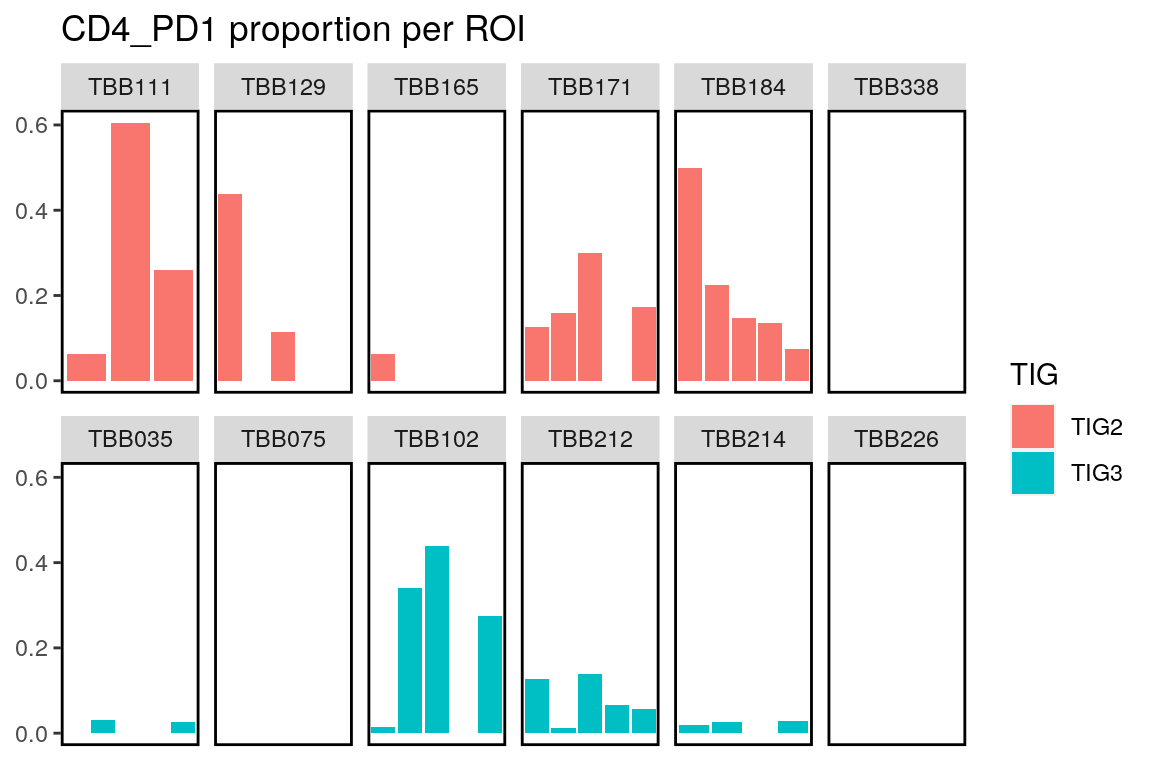 CD4_PD1 proportion per ROI
TBB111 TBB129 TBB165 TBB171 TBB184 TBB338
0.6
0.4
0.2
0.0
TBB035 TBB075 TBB102 TBB212 TBB214 TBB226
0.6
0.4
0.2
0.0
TIG
TIG2
TIG3